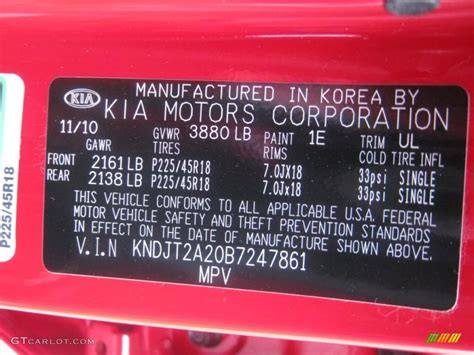 MANUFACTURED IN KOREA BY
KIA KIA MOTORS CORPORATION
11/10 GVWR 3880 LB PAINT 1E TRIM UL
GAWR TIRES RIMS COLD TIRE INFL
FRONT 2161 LB P225/45R18 7.0JX18 33psi SINGLE
REAR 2138 LB P225/45R18 7.0Jx18 33psi SINGLE
THIS VEHICLE CONFORMS TO ALL APPLICABLE U.S.A. FEDERAL
MOTOR VEHICLE SAFETY AND THEFT PREVENTION STANDARDS
IN EFFECT ON THE DATE OF MANUFACTURE SHOWN ABOVE.
V.I.N KNDJT2A20B7247861
MPV
P225/45R18
GTCARLOT.COM